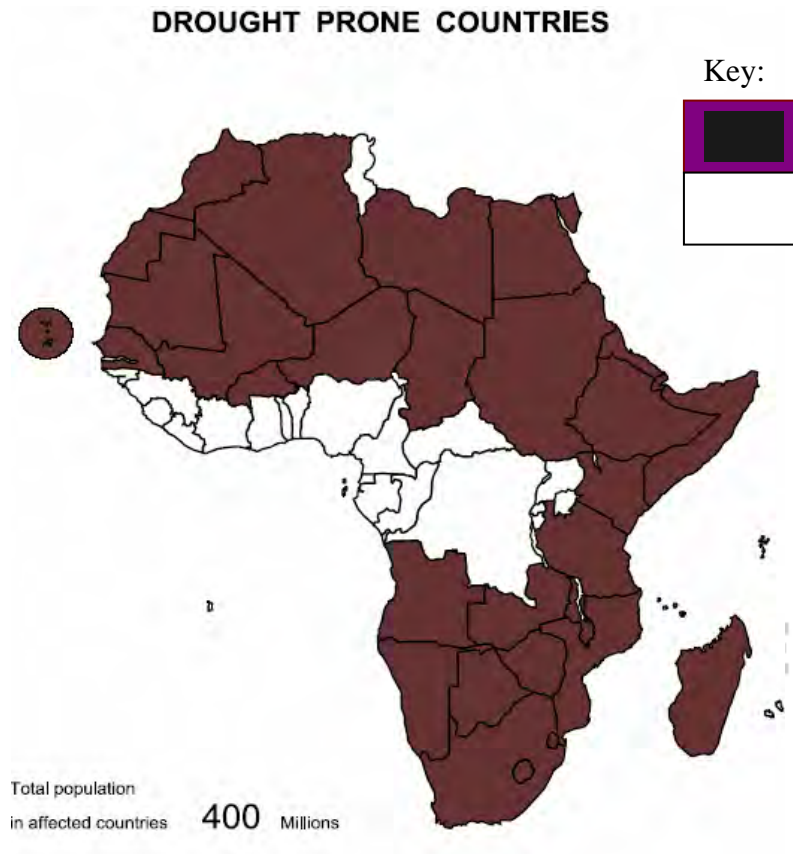 DROUGHT PRONE COUNTRIES
Key:
Total population
in affected countries 400 Millions